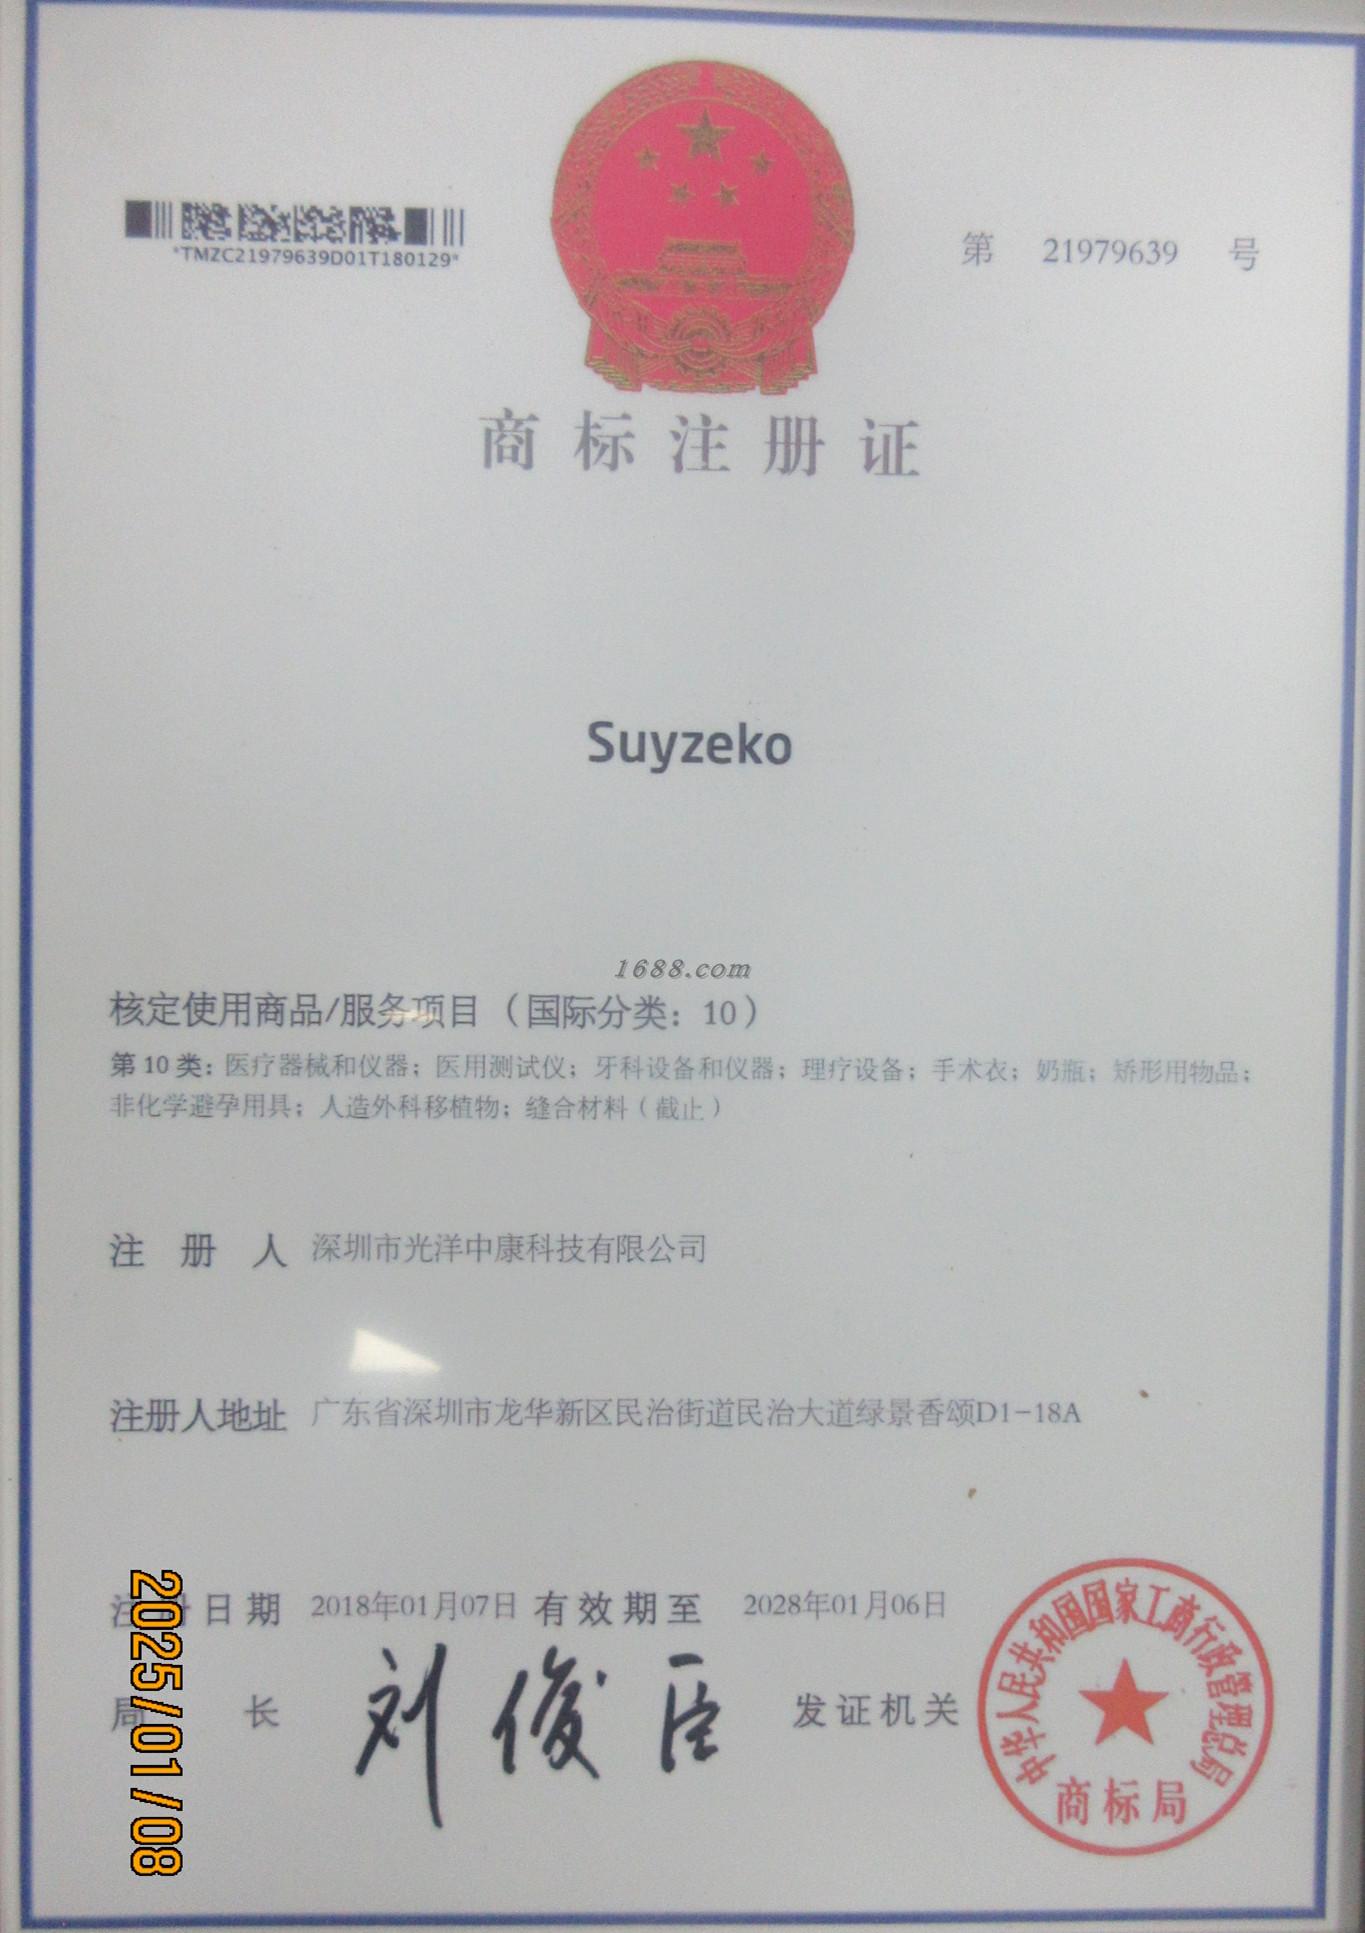 *TMZC21979639D01T180129*
第 21979639 号
商标注册证
Suyzeko
1688.com
核定使用商品/服务项目（国际分类：10）
第10类：医疗器械和仪器；医用测试仪；牙科设备和仪器；理疗设备；手术衣；奶瓶；矫形用物品；
非化学避孕用具；人造外科移植物；缝合材料（截止）
注册人 深圳市光洋中康科技有限公司
注册人地址 广东省深圳市龙华新区民治街道民治大道绿景香颂D1-18A
注册日期 2018年01月07日 有效期至 2028年01月06日
局长 刘俊臣 发证机关
中华人民共和国国家工商行政管理总局
商标局
2025/01/08